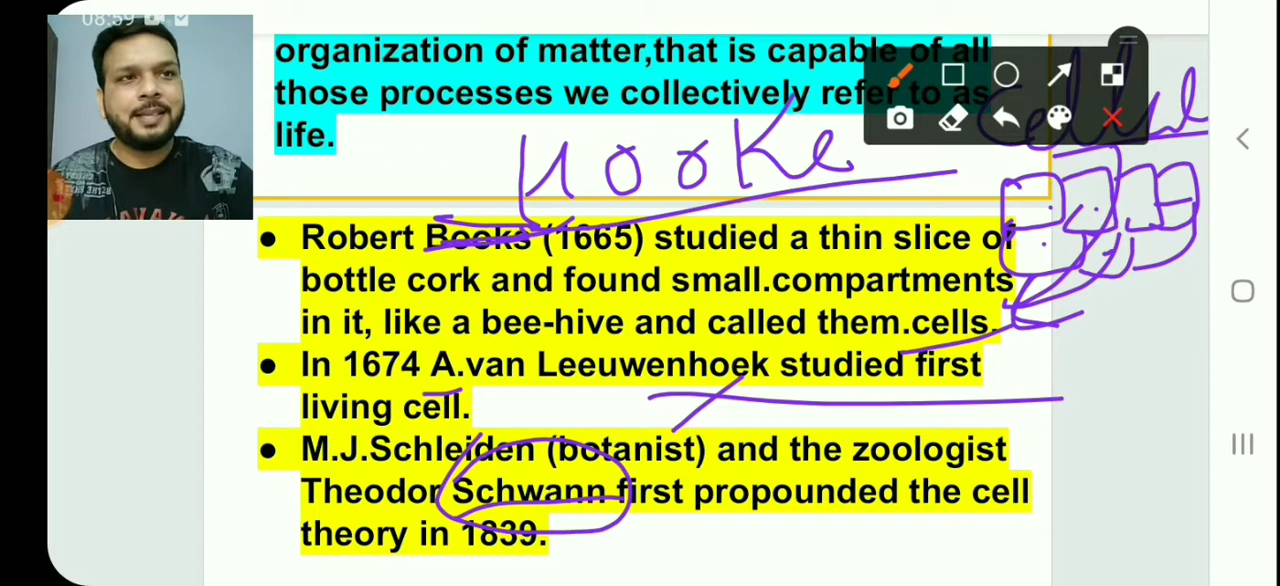 08:59
organization of matter,that is capable of all
those processes we collectively refer to as
life.
Hooke
Robert Books (1665) studied a thin slice of
bottle cork and found small.compartments
in it, like a bee-hive and called them.cells.
In 1674 A.van Leeuwenhoek studied first
living cell.
M.J.Schleiden (botanist) and the zoologist
Theodor Schwann first propounded the cell
theory in 1839.